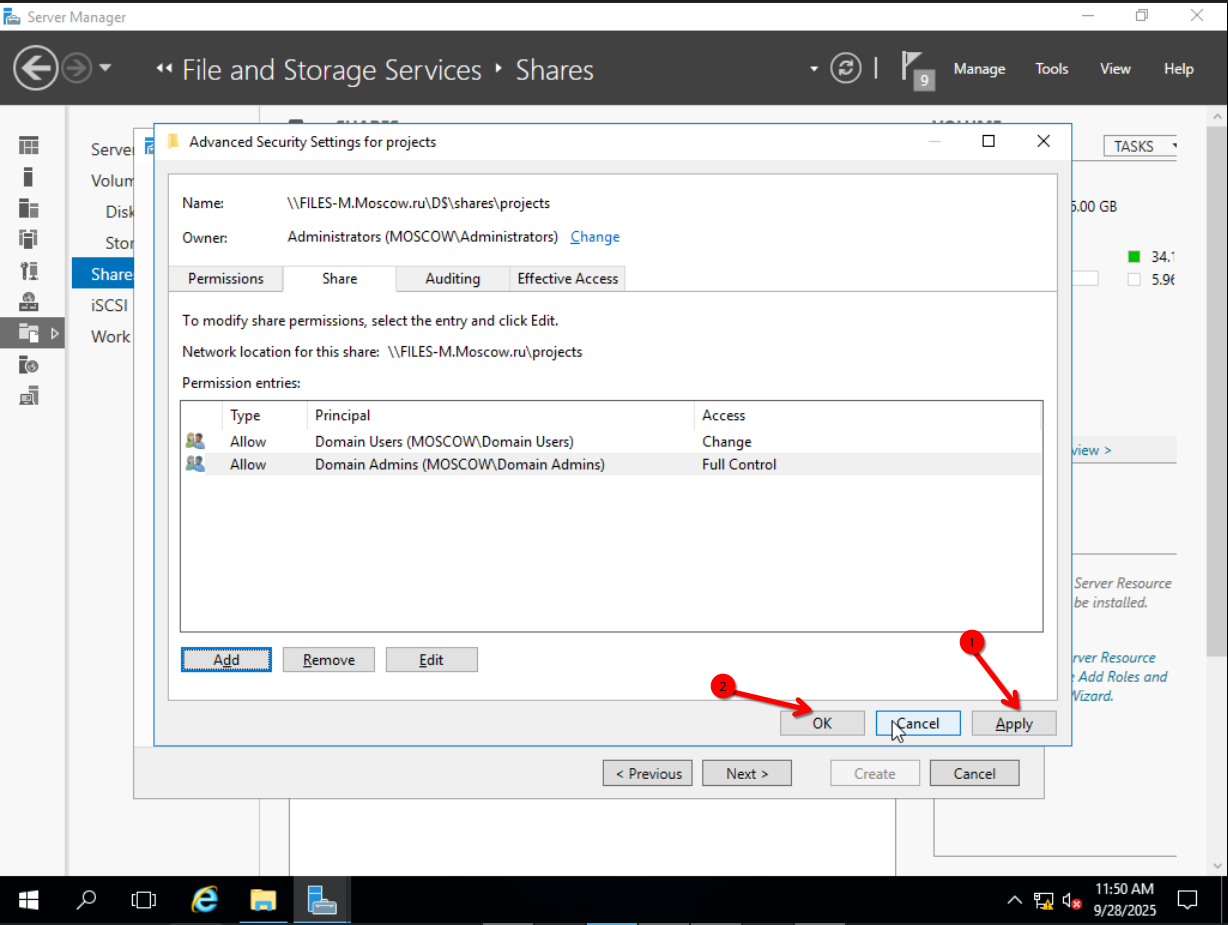 Server Manager
File and Storage Services Shares
9
Manage Tools View Help
TASKS
Volum
Disk
Stor
Share
iSCSI
Work
Advanced Security Settings for projects
Name: \\FILES-M.Moscow.ru\D$\shares\projects
Owner: Administrators (MOSCOW\Administrators) Change
Permissions Share Auditing Effective Access
To modify share permissions, select the entry and click Edit.
Network location for this share: \\FILES-M.Moscow.ru\projects
Permission entries:
Type Principal Access
Allow Domain Users (MOSCOW\Domain Users) Change
Allow Domain Admins (MOSCOW\Domain Admins) Full Control
Add Remove Edit
1
2
OK Cancel Apply
< Previous Next > Create Cancel
5.00 GB
34.1
5.96
view >
Server Resource
be installed.
rver Resource
Add Roles and
Wizard.
11:50 AM
9/28/2025